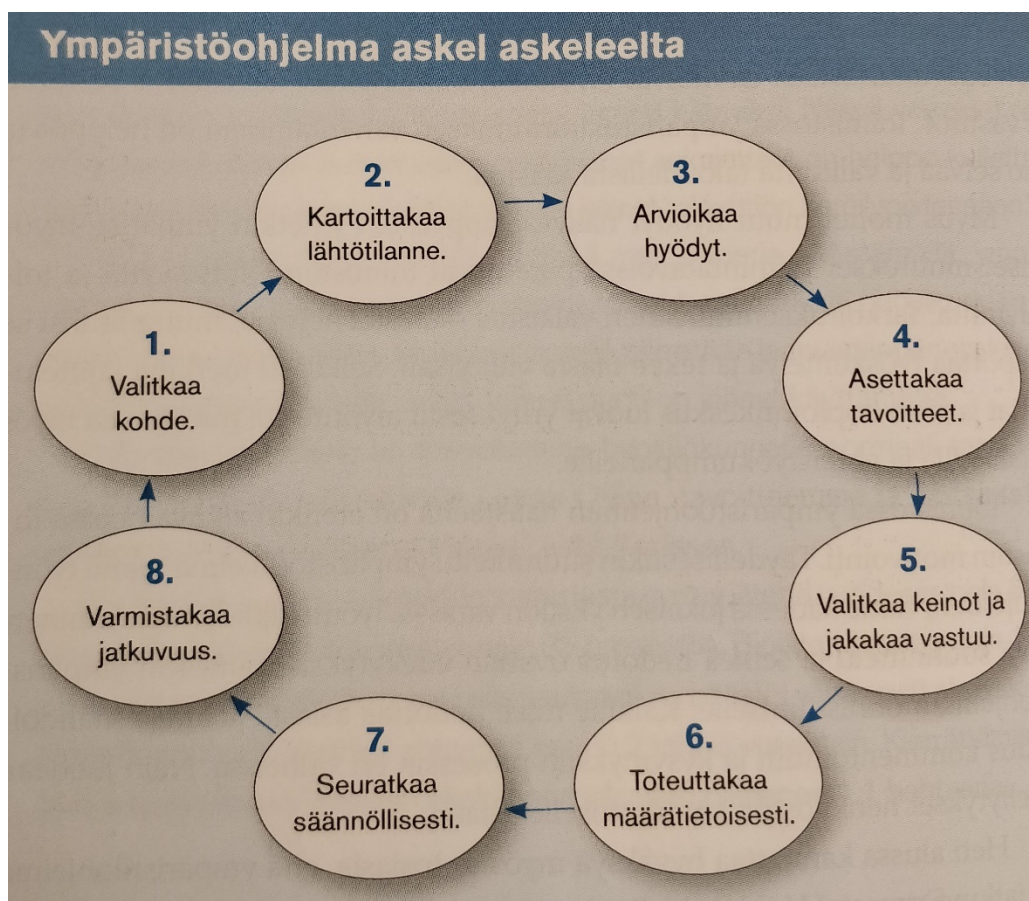 Ympäristöohjelma askel askeleelta
1.
Valitkaa
kohde.
2.
Kartoittakaa
lähtötilanne.
3.
Arvioikaa
hyödyt.
4.
Asettakaa
tavoitteet.
5.
Valitkaa keinot ja
jakakaa vastuu.
6.
Toteuttakaa
määrätietoisesti.
7.
Seuratkaa
säännöllisesti.
8.
Varmistakaa
jatkuvuus.